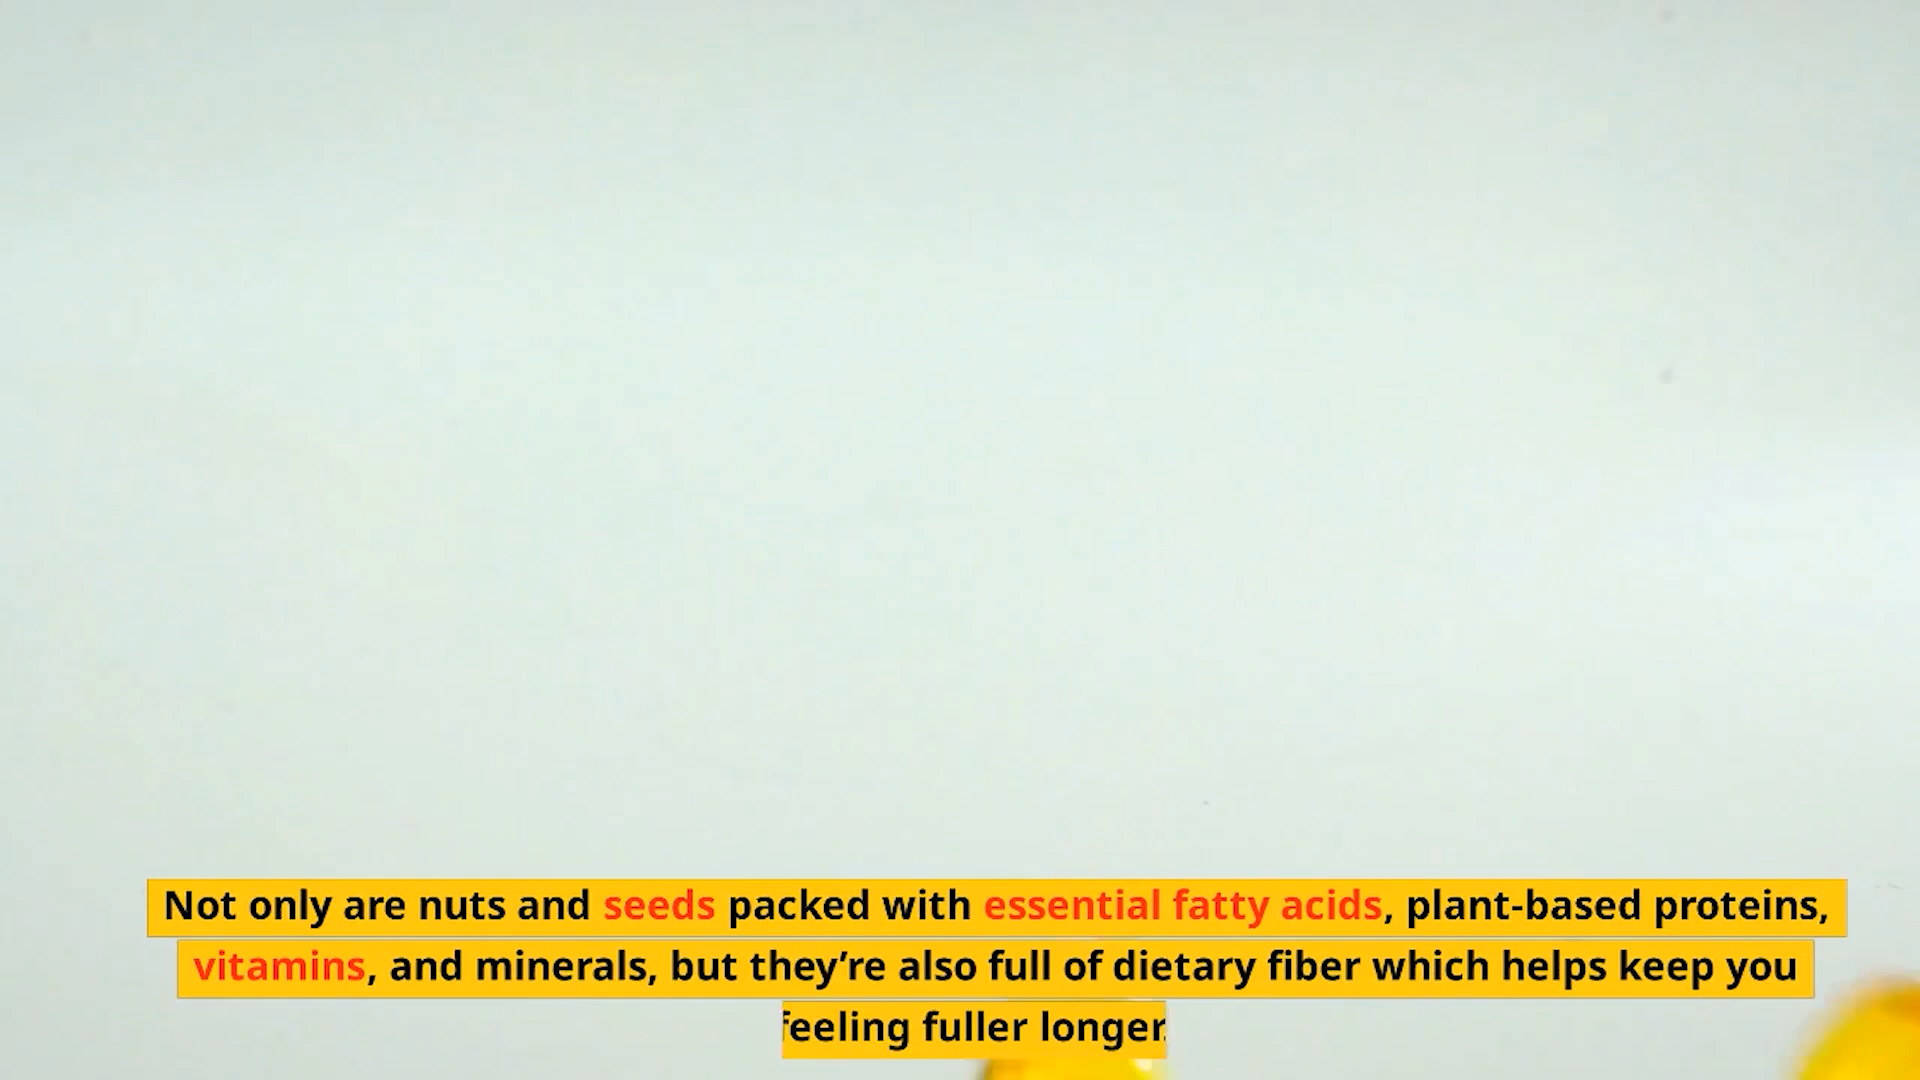 Not only are nuts and seeds packed with essential fatty acids, plant-based proteins,
vitamins, and minerals, but they’re also full of dietary fiber which helps keep you
feeling fuller longer.